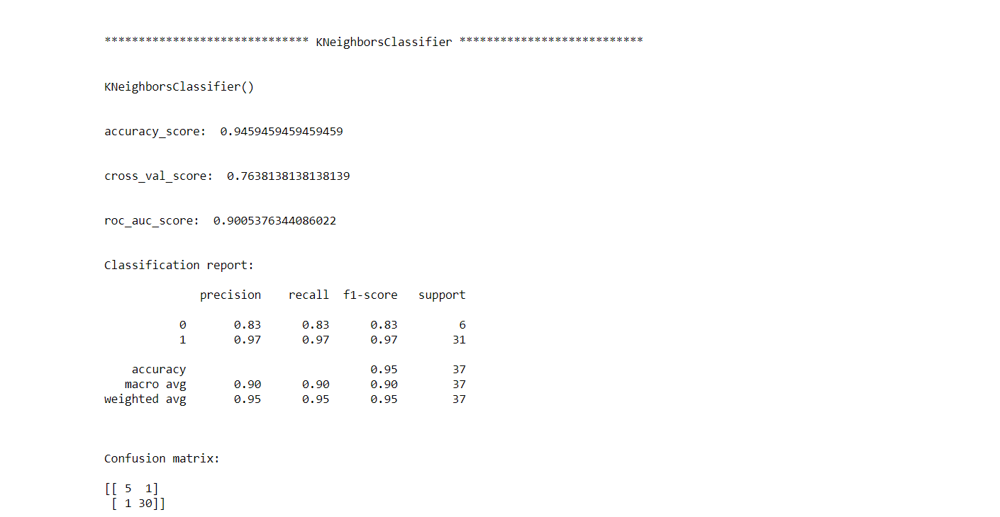 ****************************** KNeighborsClassifier ***************************
KNeighborsClassifier()
accuracy_score:  0.9459459459459459
cross_val_score:  0.7638138138138139
roc_auc_score:  0.9005376344086022
Classification report:
              precision    recall  f1-score   support
           0       0.83      0.83      0.83         6
           1       0.97      0.97      0.97        31
    accuracy                           0.95        37
   macro avg       0.90      0.90      0.90        37
weighted avg       0.95      0.95      0.95        37
Confusion matrix:
[[ 5  1]
 [ 1 30]]